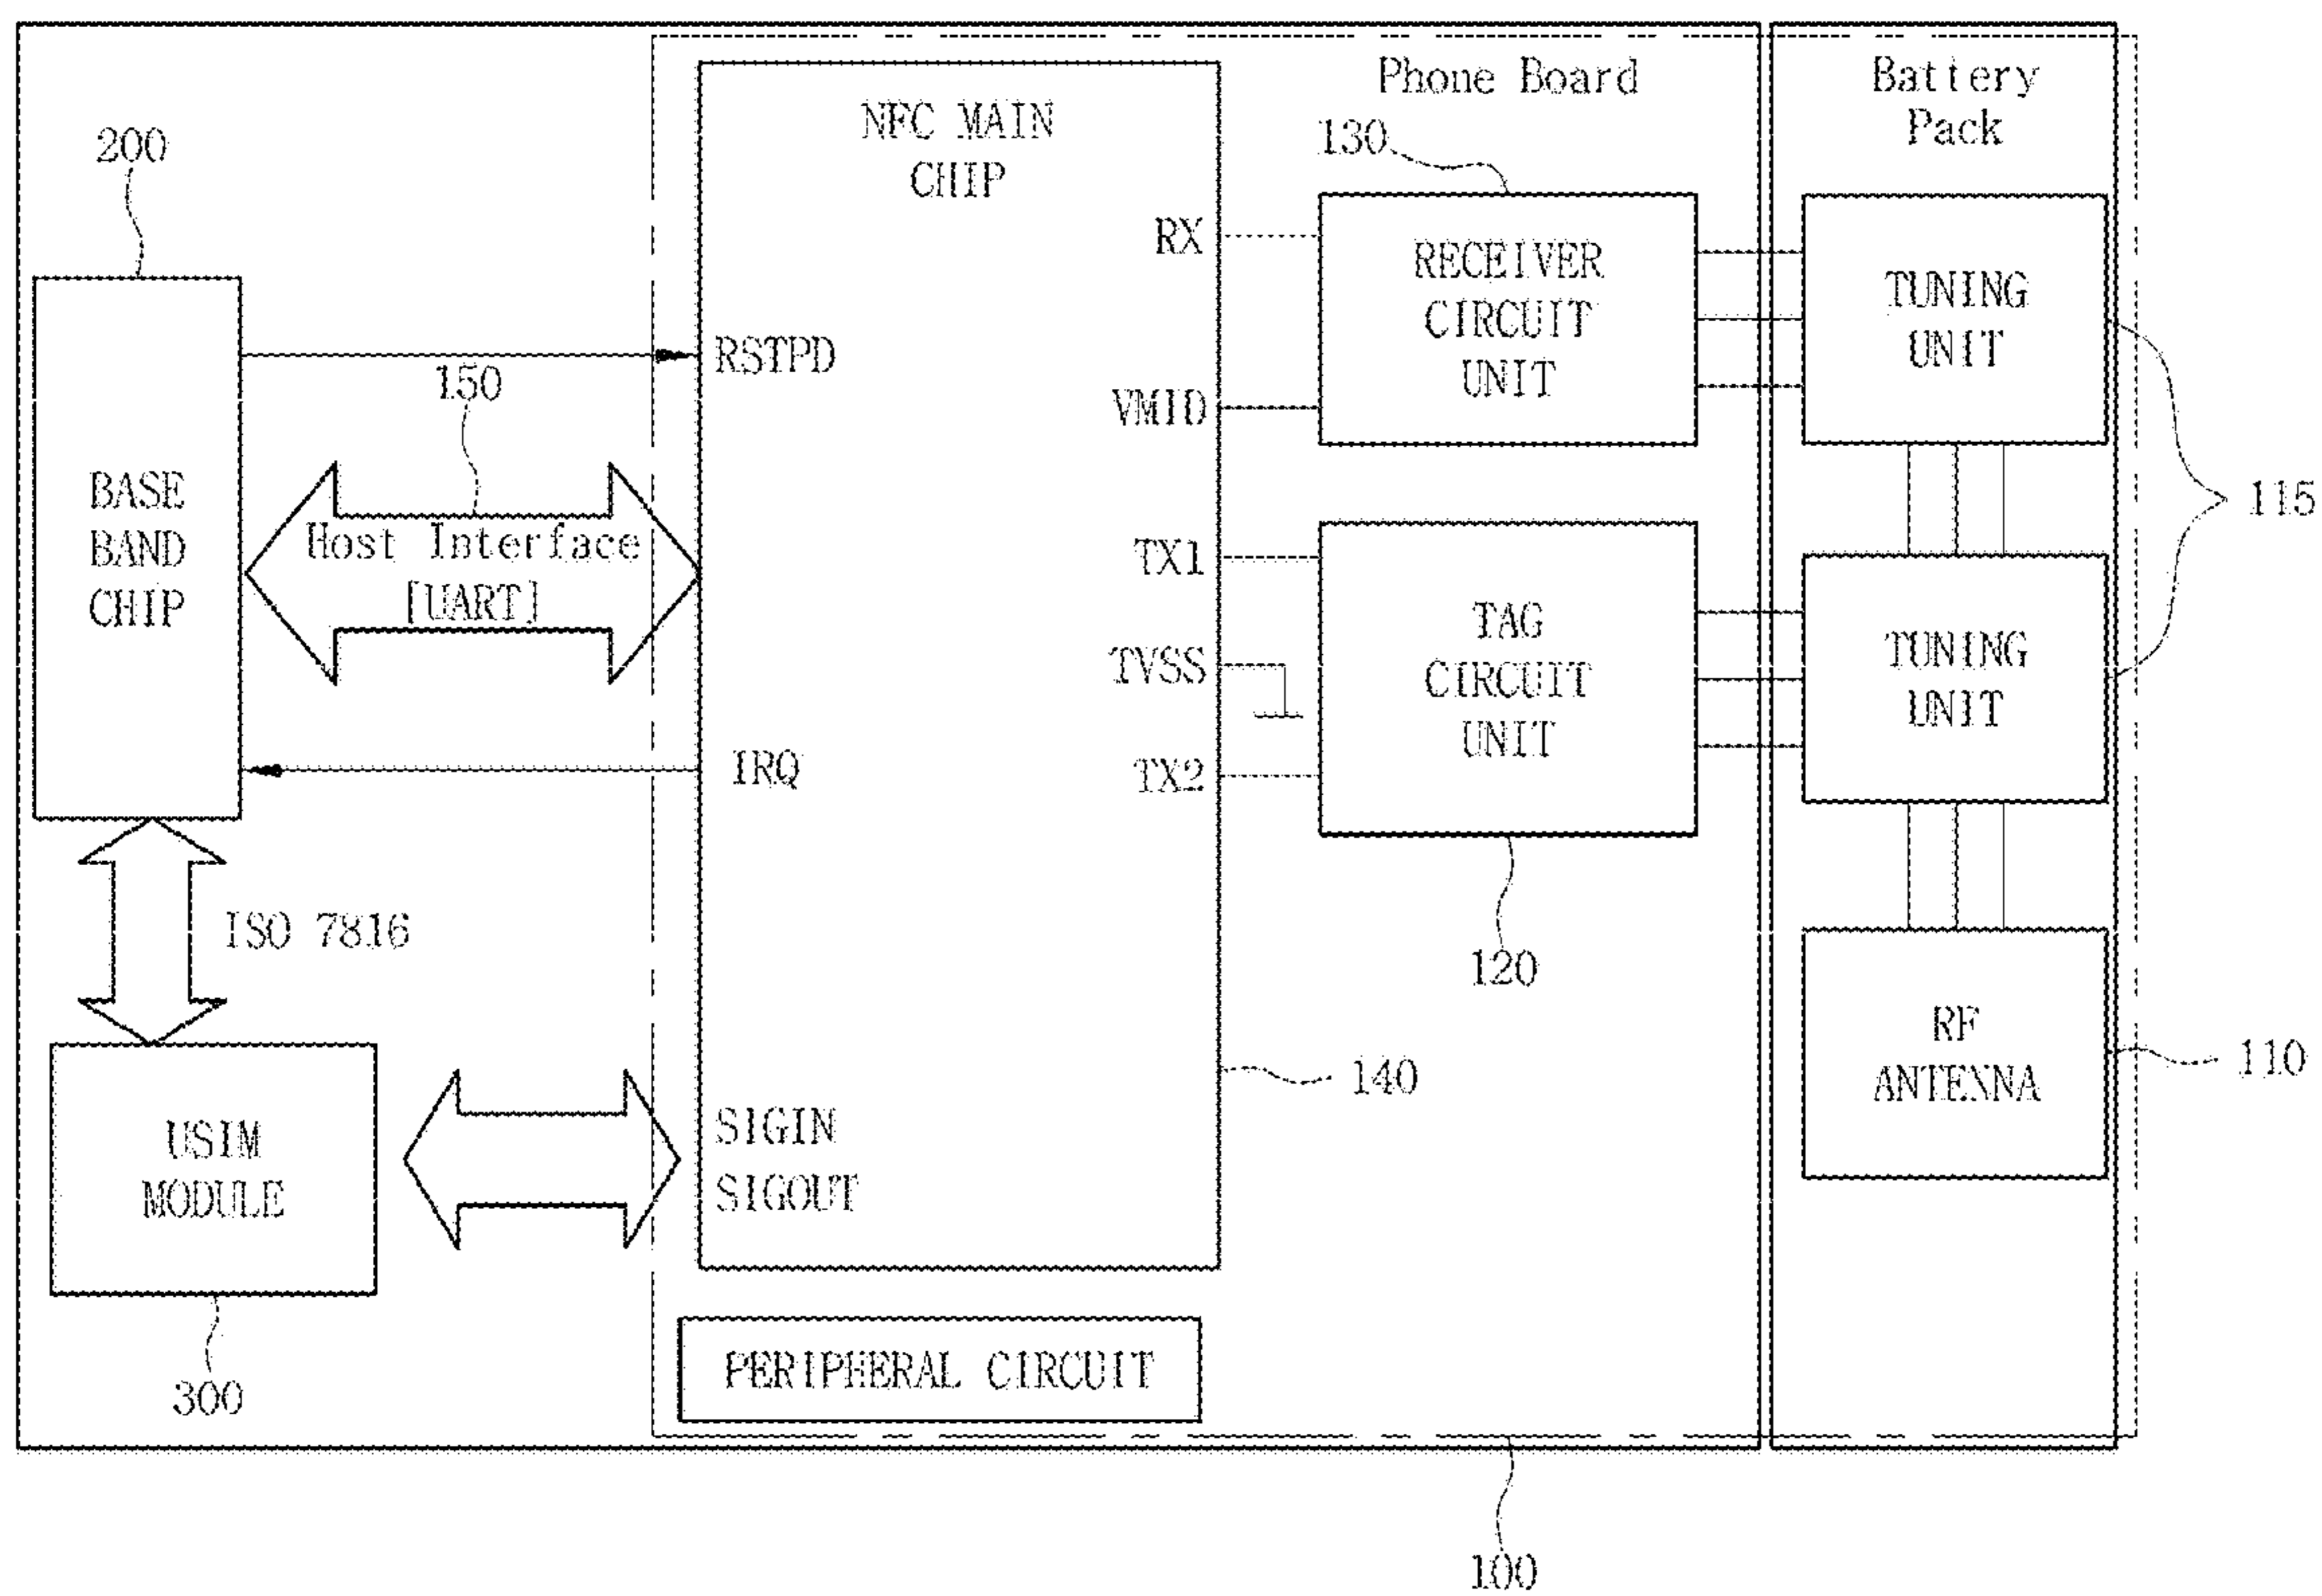 Phone Board
Battery
Pack
NFC MAIN
CHIP
130
200
RX
RECEIVER
CIRCUIT
UNIT
TUNING
UNIT
RSTPD
150
VMID
BASE
BAND
CHIP
Host Interface
[UART]
115
TX1
TVSS
TX2
TAG
CIRCUIT
UNIT
TUNING
UNIT
IRQ
ISO 7816
120
RF
ANTENNA
110
140
USIM
MODULE
SIGIN
SIGOUT
300
PERIPHERAL CIRCUIT
100